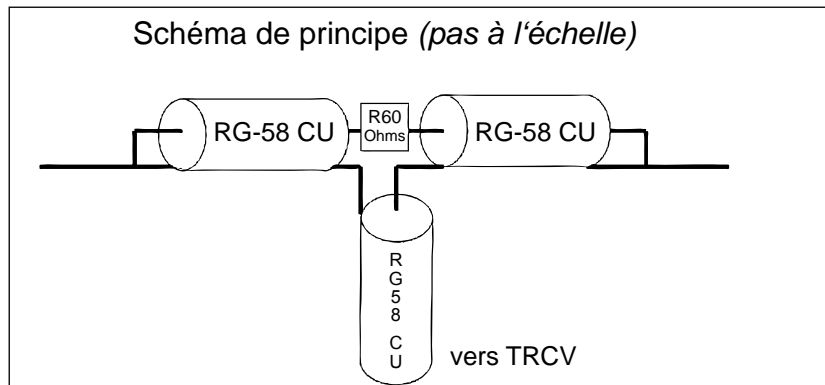 Schéma de principe (pas à l‘échelle)
RG-58 CU
R60
Ohms
RG-58 CU
R
G
5
8
C
U
vers TRCV